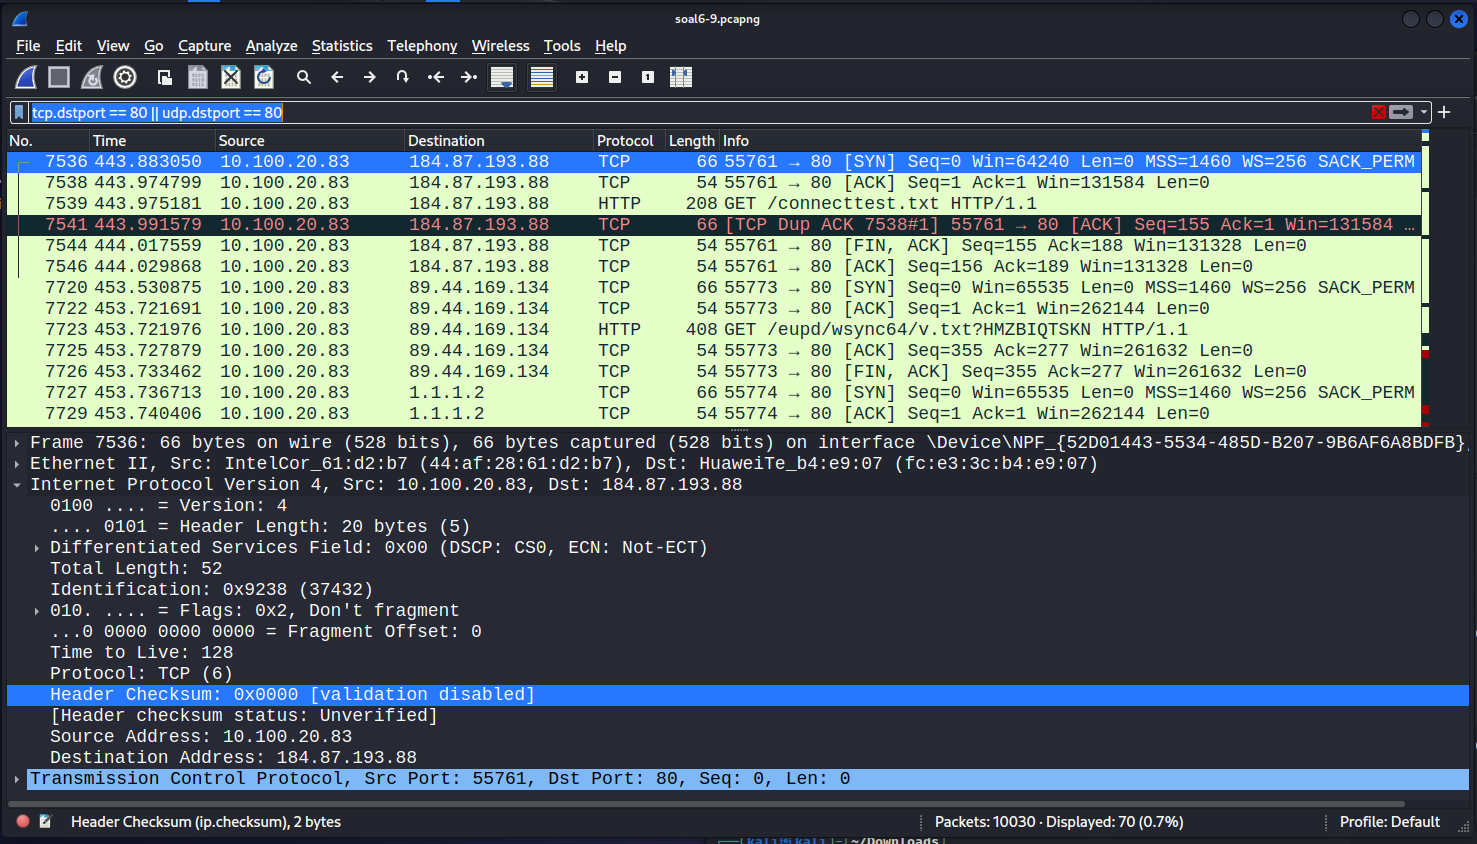 soal6-9.pcapng
File Edit View Go Capture Analyze Statistics Telephony Wireless Tools Help
tcp.dstport == 80 || udp.dstport == 80
No. Time Source Destination Protocol Length Info
7536 443.883050 10.100.20.83 184.87.193.88 TCP 66 55761 → 80 [SYN] Seq=0 Win=64240 Len=0 MSS=1460 WS=256 SACK_PERM
7538 443.974799 10.100.20.83 184.87.193.88 TCP 54 55761 → 80 [ACK] Seq=1 Ack=1 Win=131584 Len=0
7539 443.975181 10.100.20.83 184.87.193.88 HTTP 208 GET /connecttest.txt HTTP/1.1
7541 443.991579 10.100.20.83 184.87.193.88 TCP 66 [TCP Dup ACK 7538#1] 55761 → 80 [ACK] Seq=155 Ack=1 Win=131584 …
7544 444.017559 10.100.20.83 184.87.193.88 TCP 54 55761 → 80 [FIN, ACK] Seq=155 Ack=188 Win=131328 Len=0
7546 444.029868 10.100.20.83 184.87.193.88 TCP 54 55761 → 80 [ACK] Seq=156 Ack=189 Win=131328 Len=0
7720 453.530875 10.100.20.83 89.44.169.134 TCP 66 55773 → 80 [SYN] Seq=0 Win=65535 Len=0 MSS=1460 WS=256 SACK_PERM
7722 453.721691 10.100.20.83 89.44.169.134 TCP 54 55773 → 80 [ACK] Seq=1 Ack=1 Win=262144 Len=0
7723 453.721976 10.100.20.83 89.44.169.134 HTTP 408 GET /eupd/wsync64/v.txt?HMZBIQTSKN HTTP/1.1
7725 453.727879 10.100.20.83 89.44.169.134 TCP 54 55773 → 80 [ACK] Seq=355 Ack=277 Win=261632 Len=0
7726 453.733462 10.100.20.83 89.44.169.134 TCP 54 55773 → 80 [FIN, ACK] Seq=355 Ack=277 Win=261632 Len=0
7727 453.736713 10.100.20.83 1.1.1.2 TCP 66 55774 → 80 [SYN] Seq=0 Win=65535 Len=0 MSS=1460 WS=256 SACK_PERM
7729 453.740406 10.100.20.83 1.1.1.2 TCP 54 55774 → 80 [ACK] Seq=1 Ack=1 Win=262144 Len=0
Frame 7536: 66 bytes on wire (528 bits), 66 bytes captured (528 bits) on interface \Device\NPF_{52D01443-5534-485D-B207-9B6AF6A8BDFB},
Ethernet II, Src: IntelCor_61:d2:b7 (44:af:28:61:d2:b7), Dst: HuaweiTe_b4:e9:07 (fc:e3:3c:b4:e9:07)
Internet Protocol Version 4, Src: 10.100.20.83, Dst: 184.87.193.88
0100 .... = Version: 4
.... 0101 = Header Length: 20 bytes (5)
Differentiated Services Field: 0x00 (DSCP: CS0, ECN: Not-ECT)
Total Length: 52
Identification: 0x9238 (37432)
010. .... = Flags: 0x2, Don't fragment
...0 0000 0000 0000 = Fragment Offset: 0
Time to Live: 128
Protocol: TCP (6)
Header Checksum: 0x0000 [validation disabled]
[Header checksum status: Unverified]
Source Address: 10.100.20.83
Destination Address: 184.87.193.88
Transmission Control Protocol, Src Port: 55761, Dst Port: 80, Seq: 0, Len: 0
Header Checksum (ip.checksum), 2 bytes
Packets: 10030 · Displayed: 70 (0.7%)
Profile: Default
~/Downloads